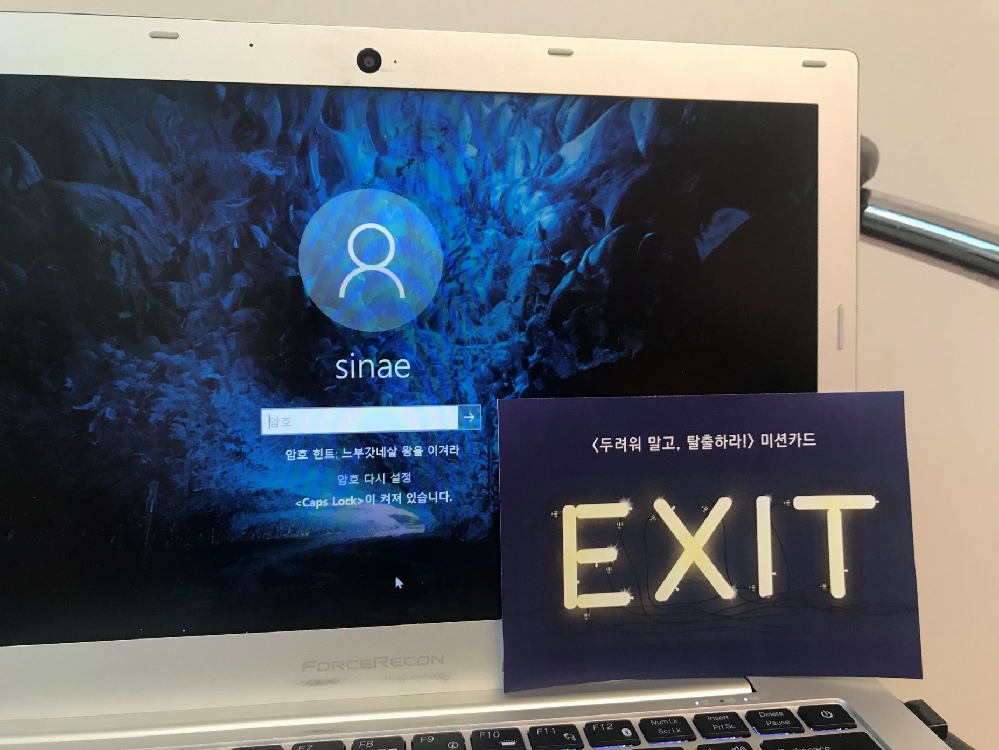 sinae
암호
암호 힌트: 느부갓네살 왕을 이겨라
암호 다시 설정
<Caps Lock>이 켜져 있습니다.
<두려워 말고, 탈출하라!> 미션카드
EXIT
FORCERECON
F7
F8
F9
F10
F11
F12
Num Lk
Scr Lk
Insert
Prt Sc
Delete
Pause
Backspace